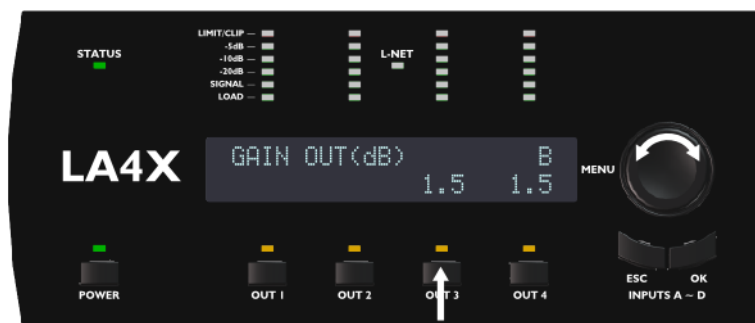 LIMIT/CLIP
-5dB
-10dB
-20dB
SIGNAL
LOAD
STATUS
L-NET
LA4X
GAIN OUT(dB) B
1.5 1.5
MENU
POWER
OUT 1
OUT 2
OUT 3
OUT 4
ESC OK
INPUTS A ~ D